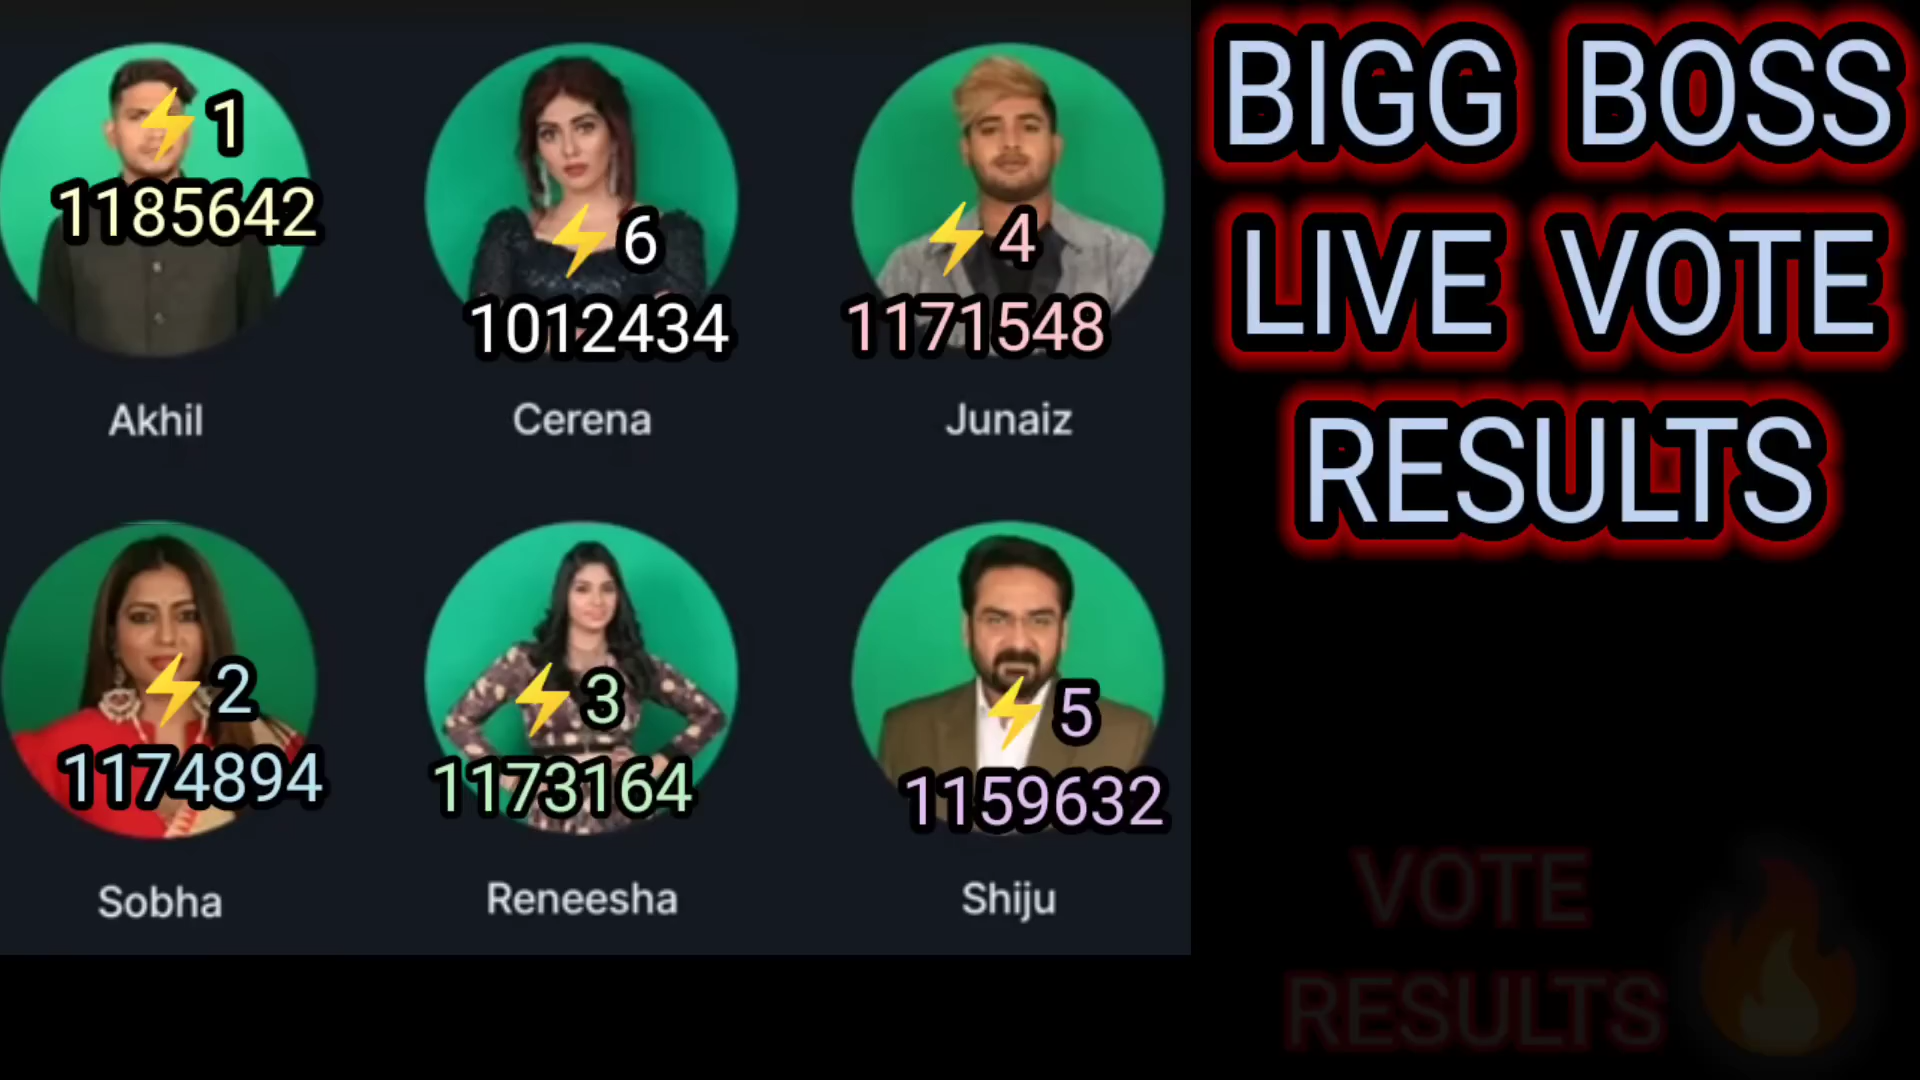 ⚡1
1185642
⚡6
1012434
⚡4
1171548
Akhil
Cerena
Junaiz
⚡2
1174894
⚡3
1173164
⚡5
1159632
Sobha
Reneesha
Shiju
BIGG BOSS
LIVE VOTE
RESULTS
VOTE
RESULTS🔥